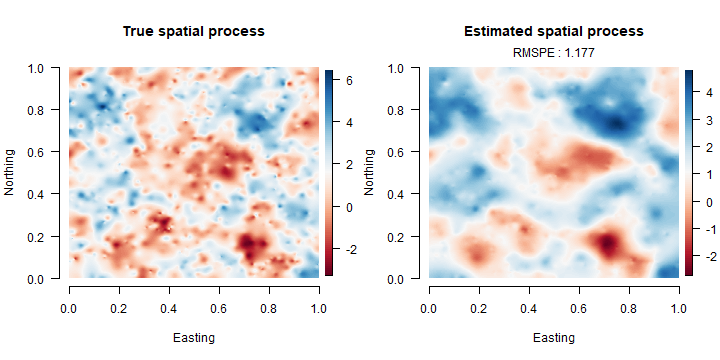 True spatial process
1.0
0.8
0.6
0.4
0.2
0.0
Northing
0.0 0.2 0.4 0.6 0.8 1.0
Easting
6
4
2
0
-2
Estimated spatial process
RMSPE : 1.177
1.0
0.8
0.6
0.4
0.2
0.0
Northing
0.0 0.2 0.4 0.6 0.8 1.0
Easting
4
3
2
1
0
-1
-2